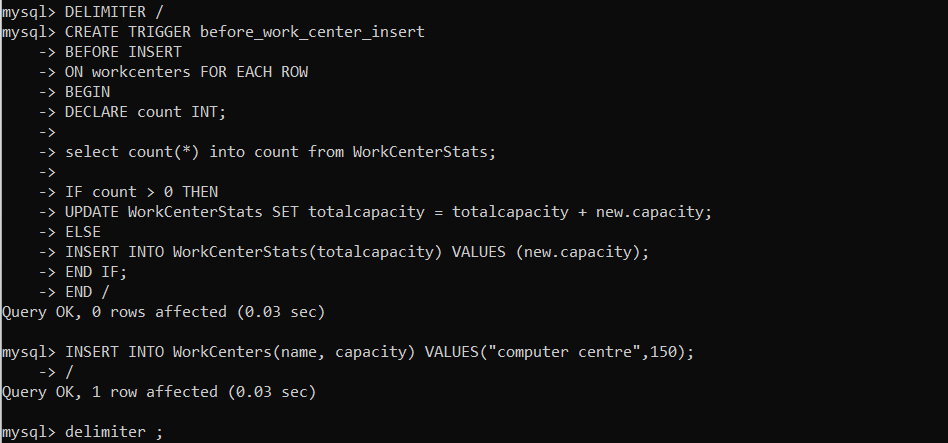 mysql> DELIMITER /
mysql> CREATE TRIGGER before_work_center_insert
    -> BEFORE INSERT
    -> ON workcenters FOR EACH ROW
    -> BEGIN
    -> DECLARE count INT;
    ->
    -> select count(*) into count from WorkCenterStats;
    ->
    -> IF count > 0 THEN
    -> UPDATE WorkCenterStats SET totalcapacity = totalcapacity + new.capacity;
    -> ELSE
    -> INSERT INTO WorkCenterStats(totalcapacity) VALUES (new.capacity);
    -> END IF;
    -> END /
Query OK, 0 rows affected (0.03 sec)

mysql> INSERT INTO WorkCenters(name, capacity) VALUES("computer centre",150);
    -> /
Query OK, 1 row affected (0.03 sec)

mysql> delimiter ;